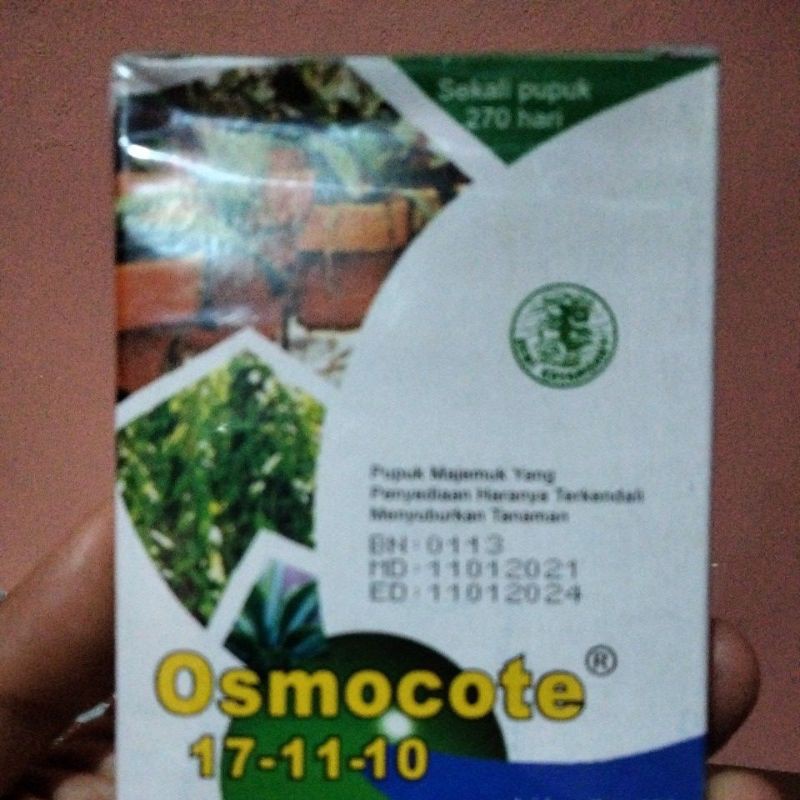 Sekali pupuk
270 hari
Pupuk Majemuk Yang
Penyediaan Haranya Terkendali
Menyuburkan Tanaman
BN:0113
MD:11012021
ED:11012024
Osmocote®
17-11-10